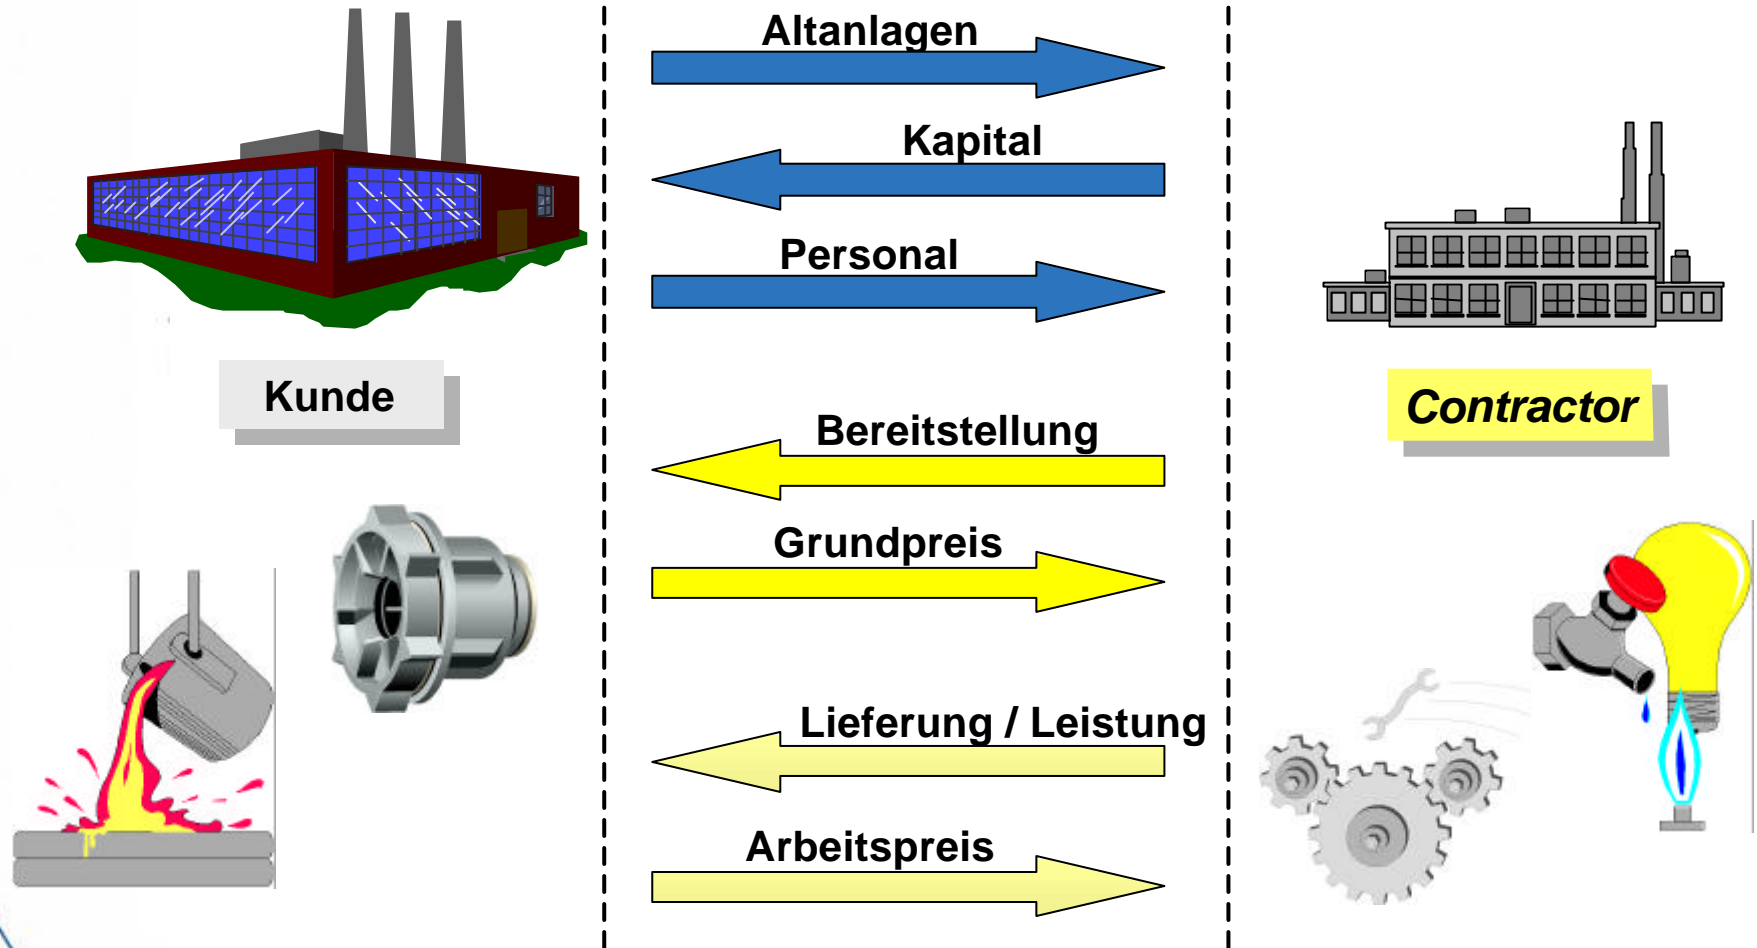 Altanlagen
Kapital
Personal
Kunde
Contractor
Bereitstellung
Grundpreis
Lieferung / Leistung
Arbeitspreis